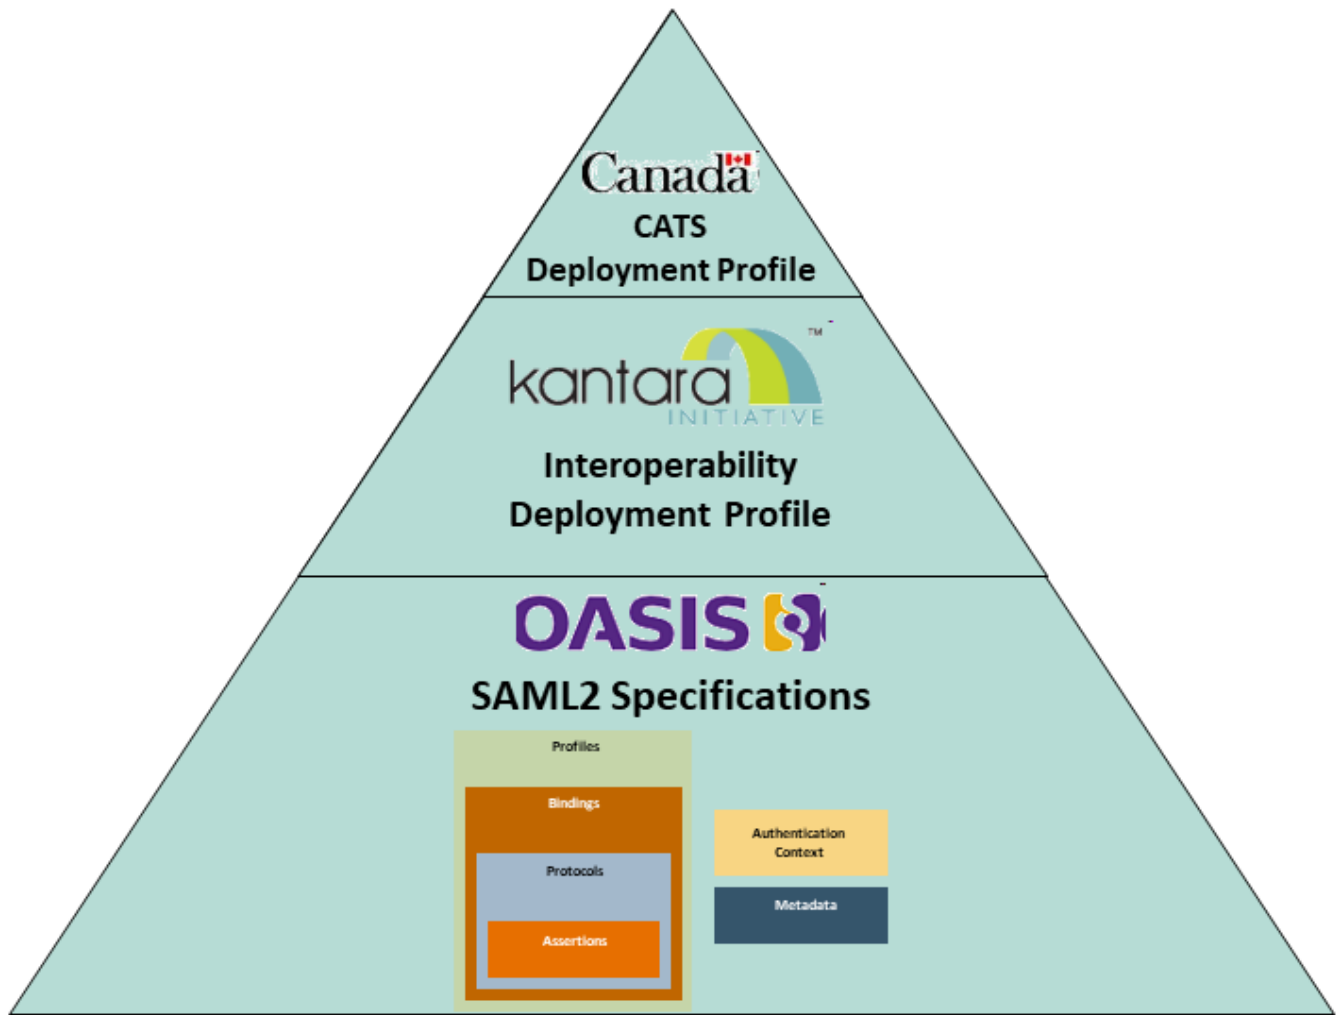 Canada
CATS
Deployment Profile
kantara
TM
INITIATIVE
Interoperability
Deployment Profile
OASIS
SAML2 Specifications
Profiles
Bindings
Protocols
Assertions
Authentication
Context
Metadata